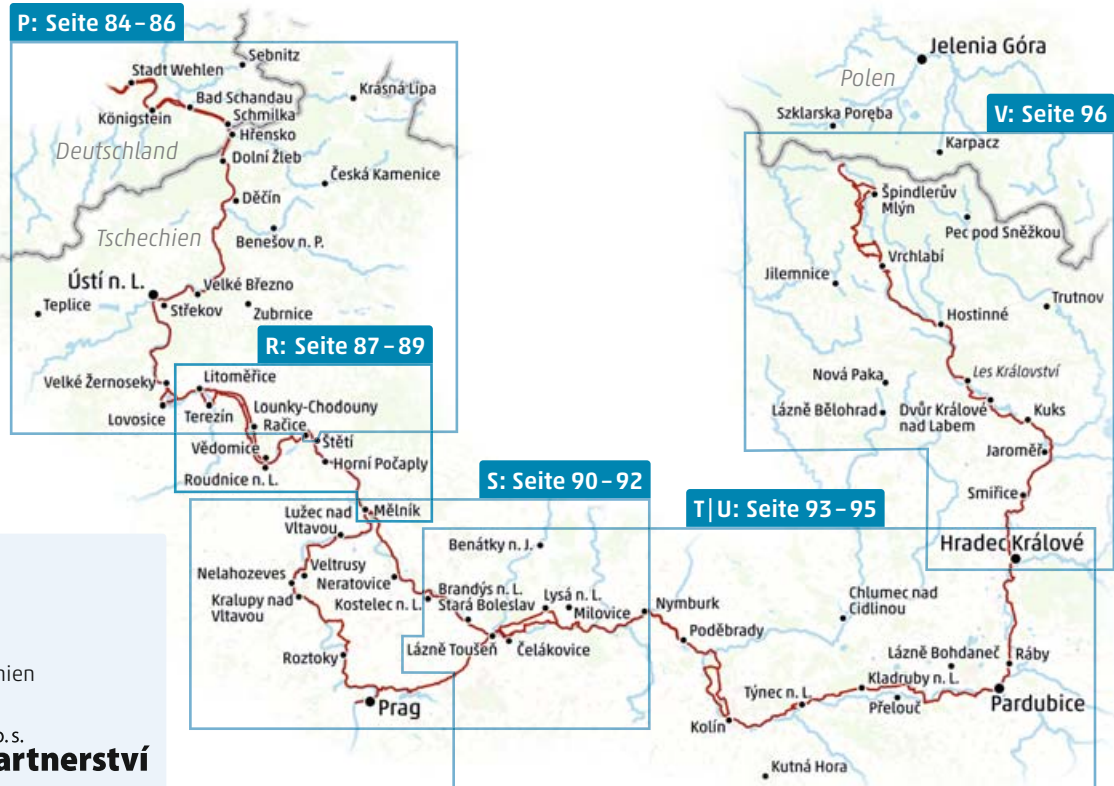 P: Seite 84–86
Sebnitz
Stadt Wehlen
Krásná Lípa
Bad Schandau
Königstein
Schmilka
Hřensko
Deutschland
Dolní Žleb
Česká Kamenice
Děčín
Tschechien
Benešov n. P.
Ústí n. L.
Velké Březno
Teplice
Střekov
Zubrnice
R: Seite 87–89
Velké Žernoseky
Litoměřice
Lovosice
Terezín
Lounky-Chodouny
Račice
Štětí
Vědomice
Horní Počaply
Roudnice n. L.
Jelenia Góra
Polen
Szklarska Poręba
V: Seite 96
Karpacz
Špindlerův
Mlýn
Pec pod Sněžkou
Vrchlabí
Jilemnice
Trutnov
Hostinné
Les Království
Nová Paka
Lázně Bělohrad
Dvůr Králové
nad Labem
Kuks
Jaroměř
Smiřice
Hradec Králové
S: Seite 90–92
T|U: Seite 93–95
Lužec nad
Vltavou
Mělník
Benátky n. J.
Veltrusy
Nelahozeves
Neratovice
Kralupy nad
Vltavou
Kostelec n. L.
Brandýs n. L.
Stará Boleslav
Lysá n. L.
Milovice
Nymburk
Roztoky
Lázně Toušeň
Čelákovice
Poděbrady
Chlumec nad
Cidlinou
Prag
Lázně Bohdaneč
Ráby
Týnec n. L.
Kladruby n. L.
Přelouč
Pardubice
Kolín
Kutná Hora
nien
o. s.
artnerství